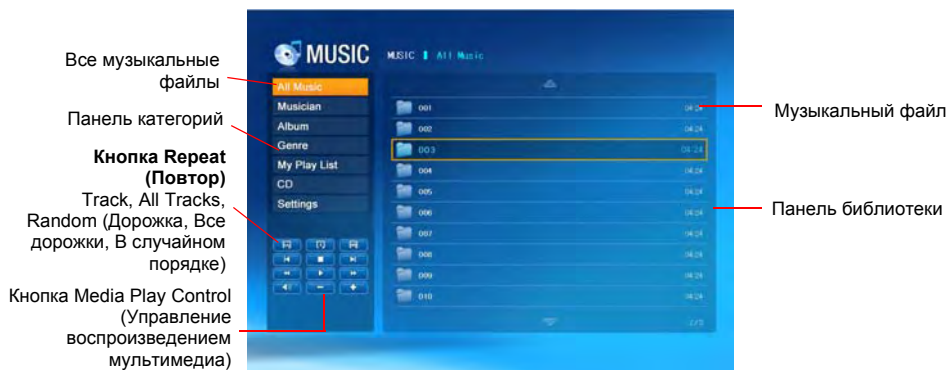 Все музыкальные
файлы
Панель категорий
Кнопка Repeat
(Повтор)
Track, All Tracks,
Random (Дорожка, Все
дорожки, В случайном
порядке)
Кнопка Media Play Control
(Управление
воспроизведением
мультимедиа)
MUSIC
MUSIC All Music
All Music
Musician
Album
Genre
My Play List
CD
Settings
001 04:24
002 04:24
003 04:24
004 04:24
005 04:24
006 04:24
007 04:24
008 04:24
009 04:24
010 04:24
Музыкальный файл
Панель библиотеки